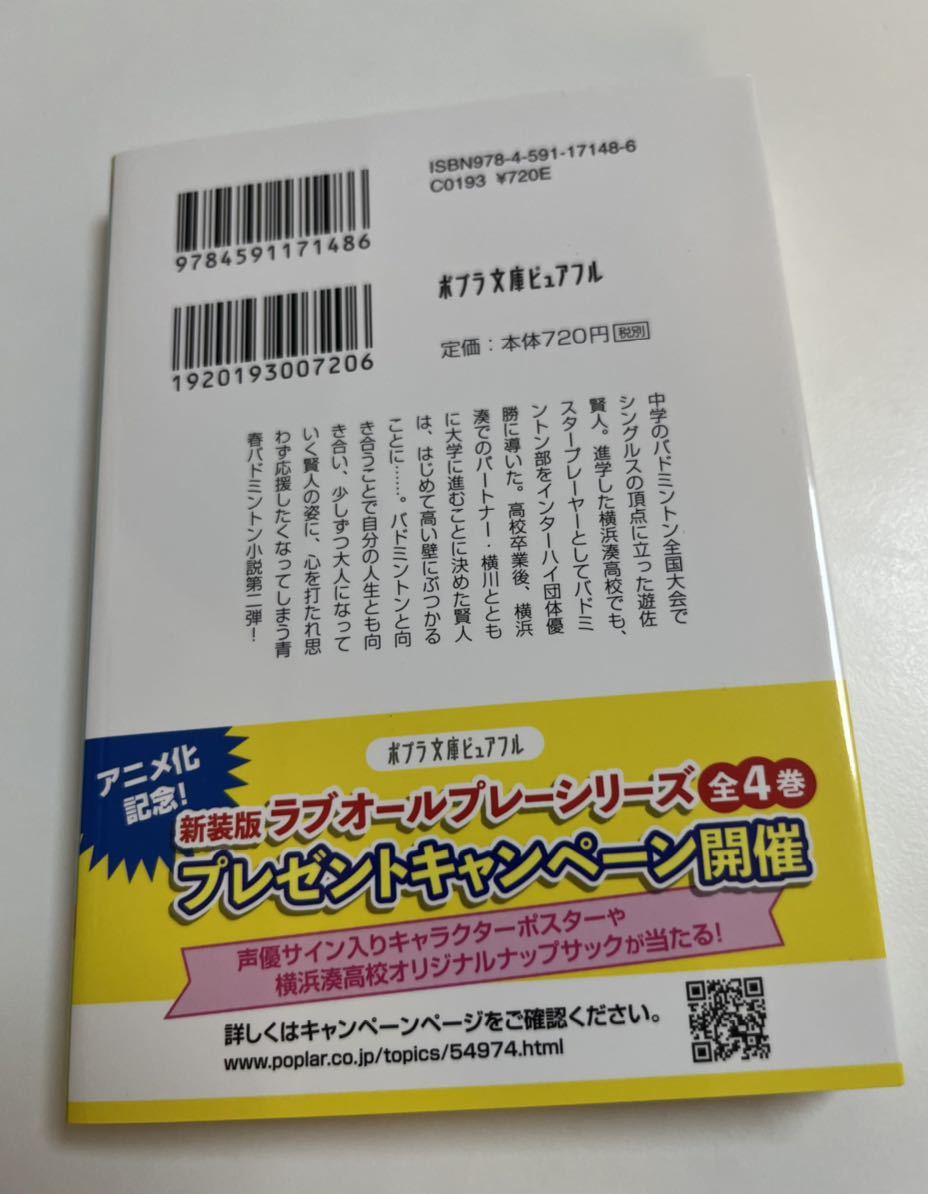 ISBN978-4-591-17148-6
C0193 ¥720E
9784591171486
ポプラ文庫ピュアフル
1920193007206
定価：本体720円 税別
中学のバドミントン全国大会で
シングルスの頂点に立った遊佐
賢人。進学した横浜湊高校でも、
スタープレーヤーとしてバドミ
ントン部をインターハイ団体優
勝に導いた。高校卒業後、横浜
湊でのパートナー・横川ととも
に大学に進むことに決めた賢人
は、はじめて高い壁にぶつかる
ことに……。バドミントンと向
き合うことで自分の人生とも向
き合い、少しずつ大人になって
いく賢人の姿に、心を打たれ思
わず応援したくなってしまう青
春バドミントン小説第二弾！
ポプラ文庫ピュアフル
アニメ化
記念！
新装版 ラブオールプレーシリーズ 全4巻
プレゼントキャンペーン開催
声優サイン入りキャラクターポスターや
横浜湊高校オリジナルナップサックが当たる！
詳しくはキャンペーンページをご確認ください。
www.poplar.co.jp/topics/54974.html